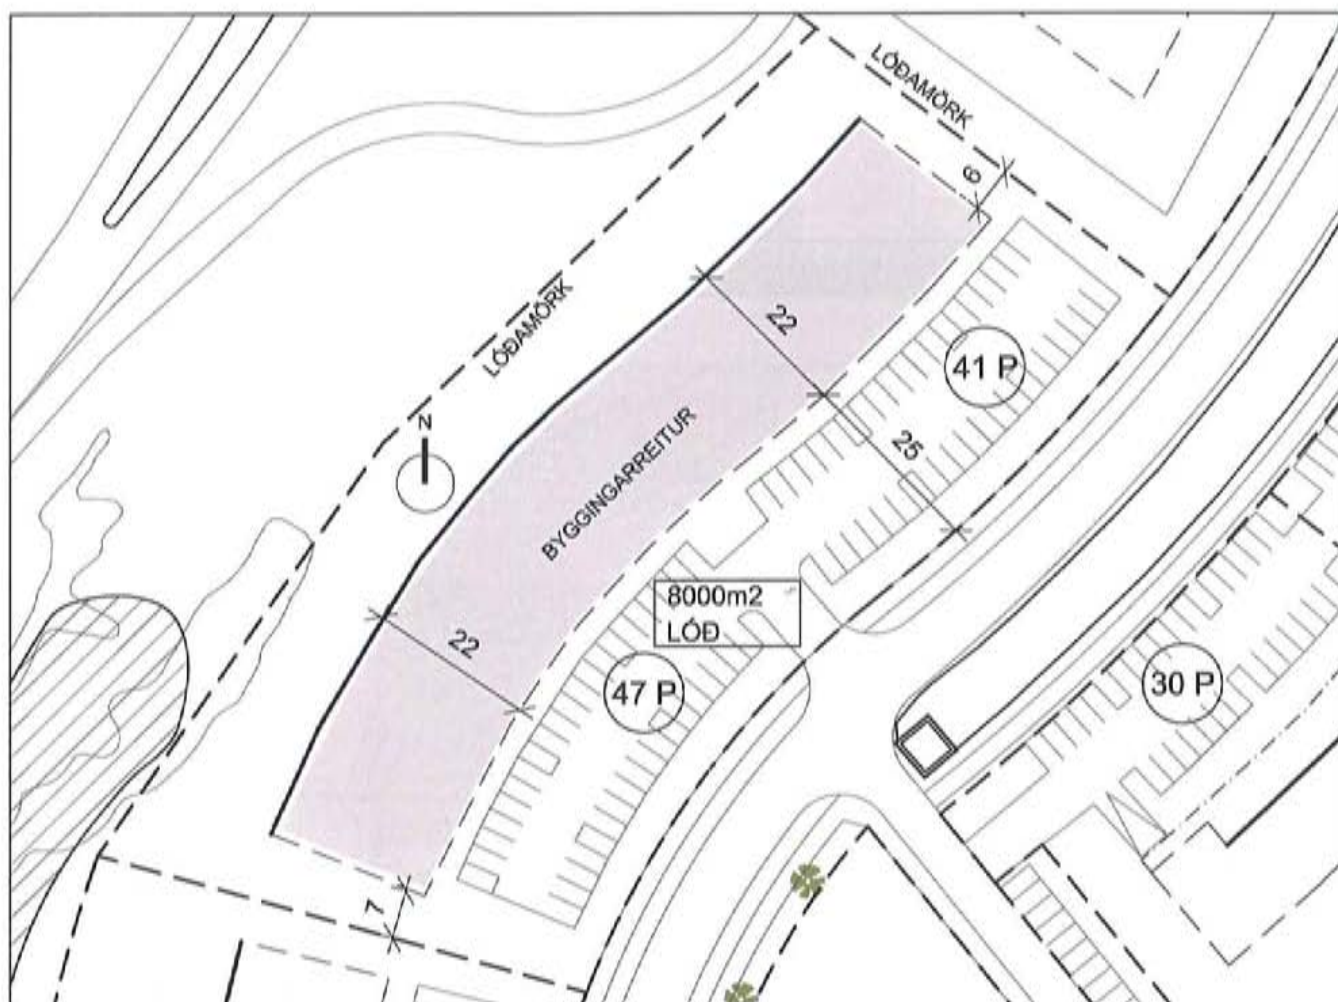 LÓÐAMÖRK
6
LÓÐAMÖRK
22
41 P
N
25
BYGGINGARREITUR
8000m2
LÓÐ
22
47 P
30 P
7